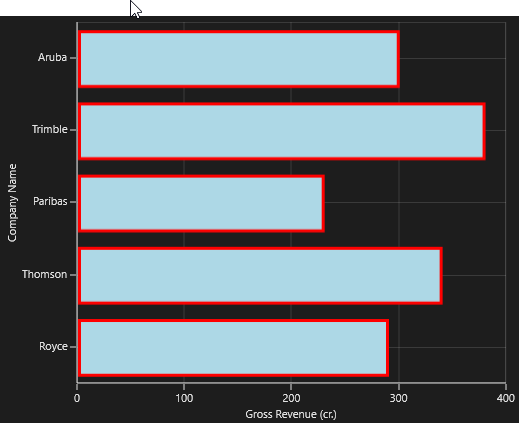 Aruba
Trimble
Paribas
Thomson
Royce
Company Name
0 100 200 300 400
Gross Revenue (cr.)